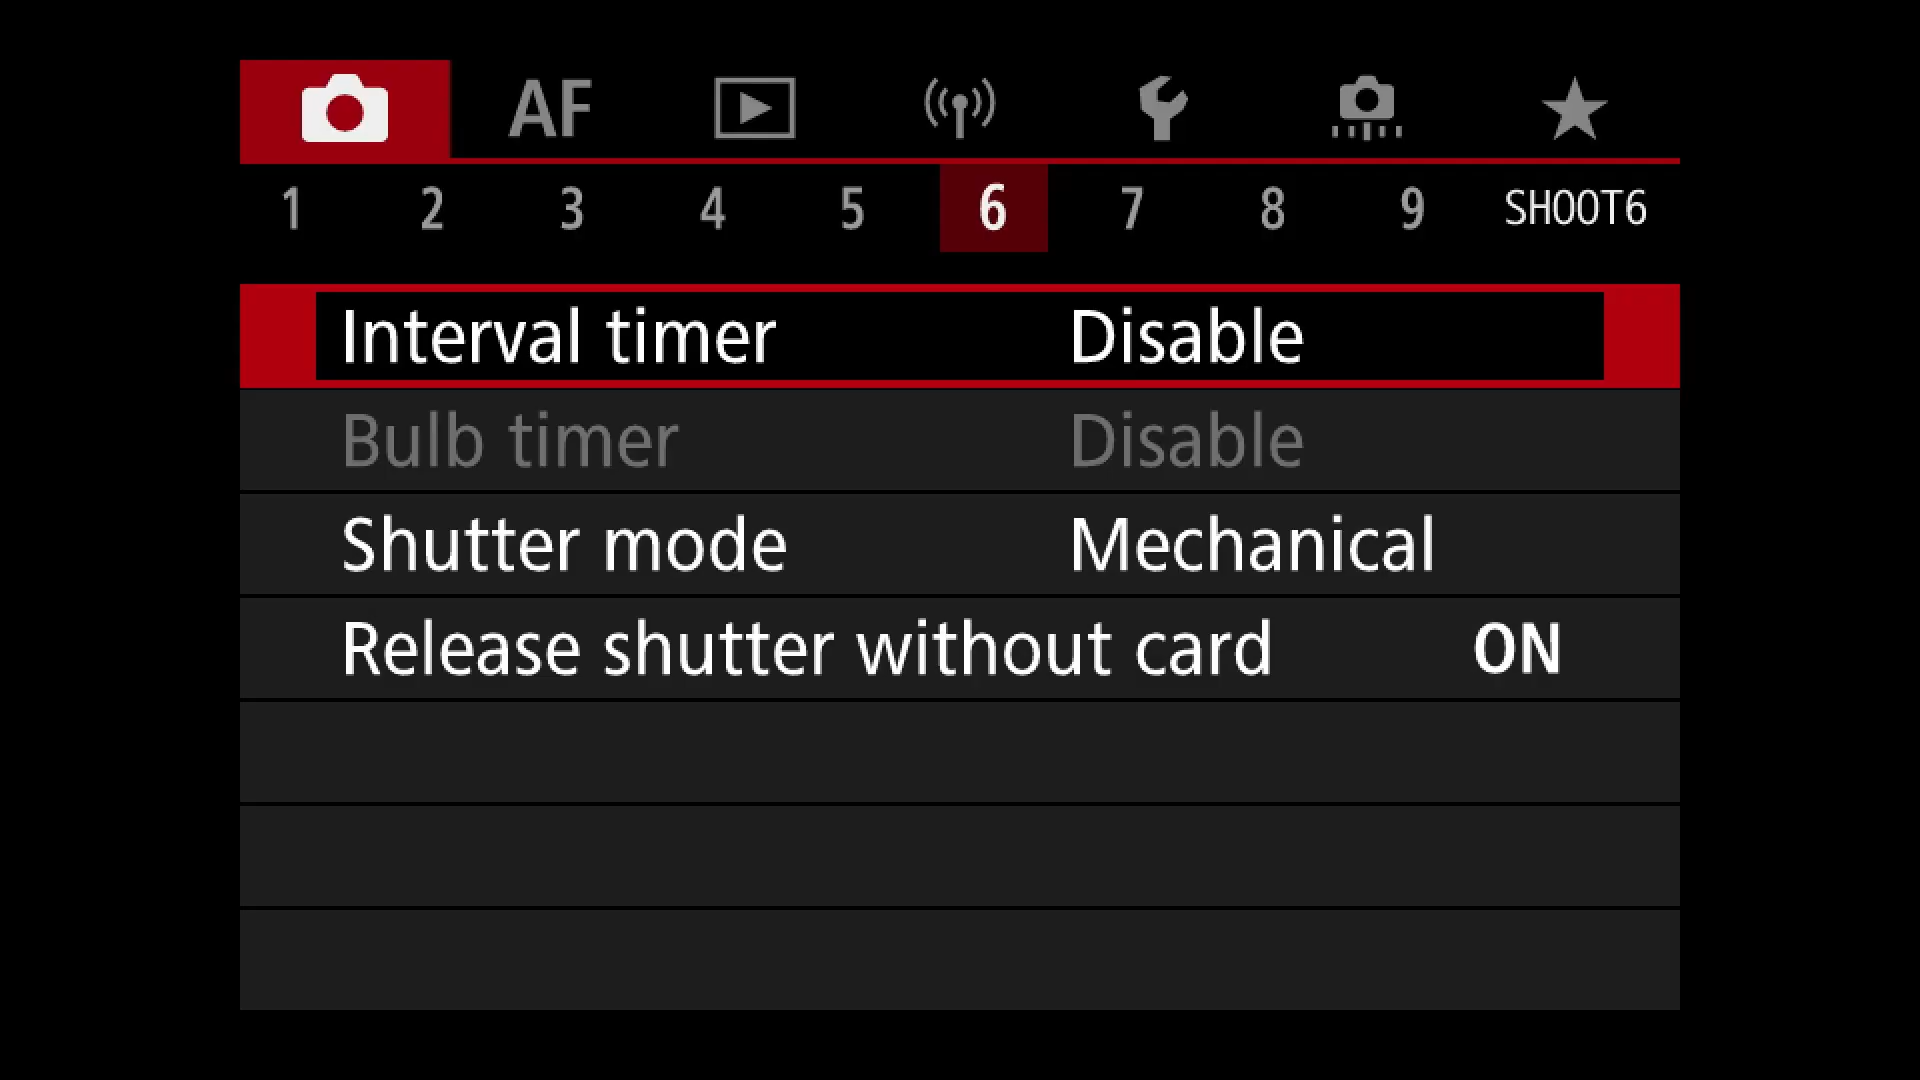 AF
1 2 3 4 5 6 7 8 9 SHOOT6
Interval timer Disable
Bulb timer Disable
Shutter mode Mechanical
Release shutter without card ON